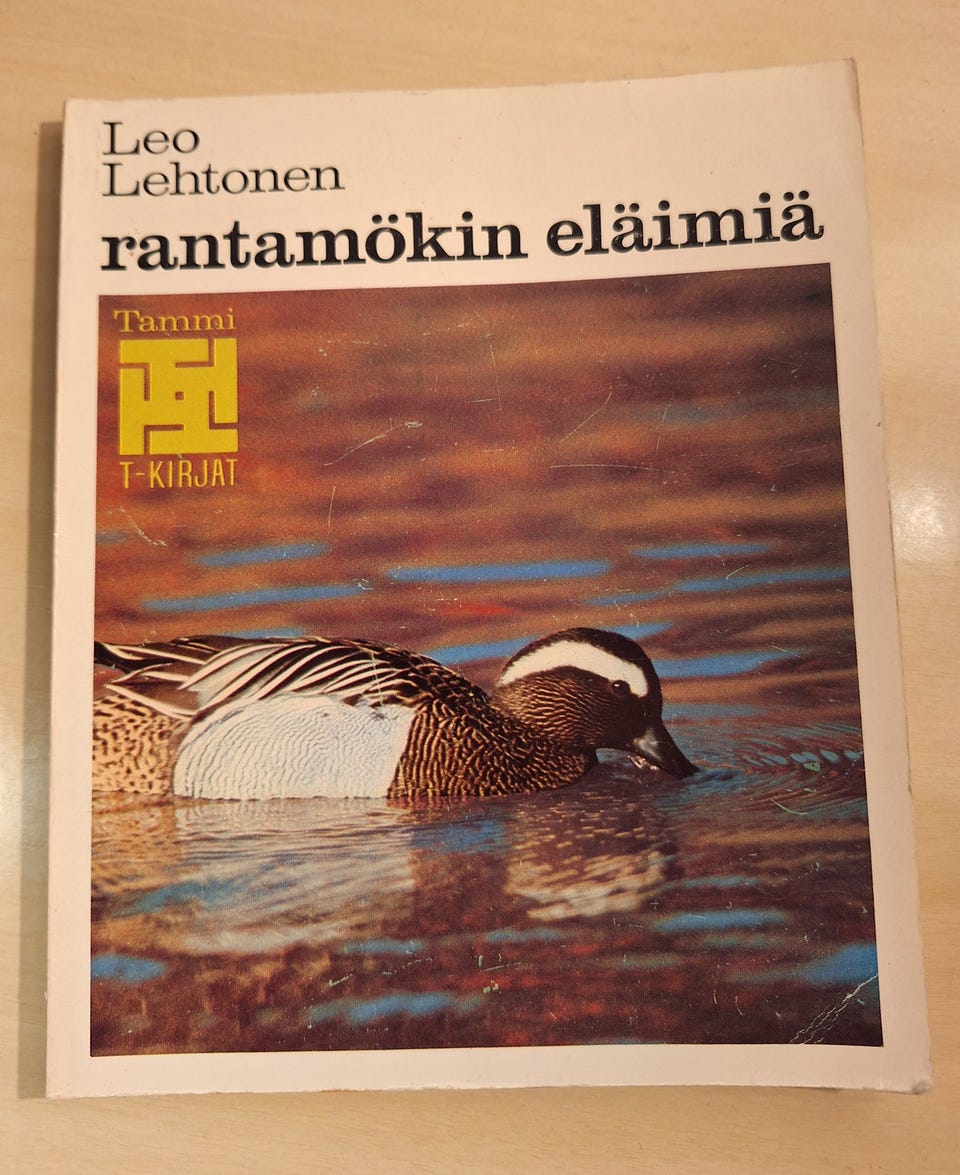 Leo
Lehtonen
rantamökin eläimiä
Tammi
T-KIRJAT